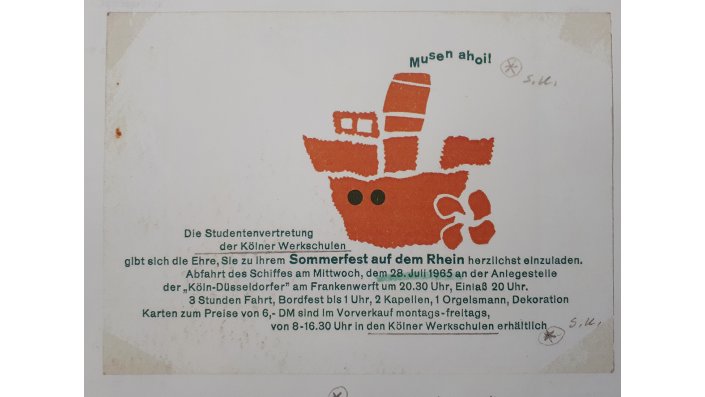 Musen ahoi!
S.U.
Die Studentenvertretung
der Kölner Werkschulen
gibt sich die Ehre, Sie zu ihrem Sommerfest auf dem Rhein herzlichst einzuladen.
Abfahrt des Schiffes am Mittwoch, dem 28. Juli 1965 an der Anlegestelle
der „Köln-Düsseldorfer" am Frankenwerft um 20.30 Uhr, Einlaß 20 Uhr.
3 Stunden Fahrt, Bordfest bis 1 Uhr, 2 Kapellen, 1 Orgelsmann, Dekoration
Karten zum Preise von 6,- DM sind im Vorverkauf montags-freitags,
von 8-16.30 Uhr in den Kölner Werkschulen erhältlich
S.U.